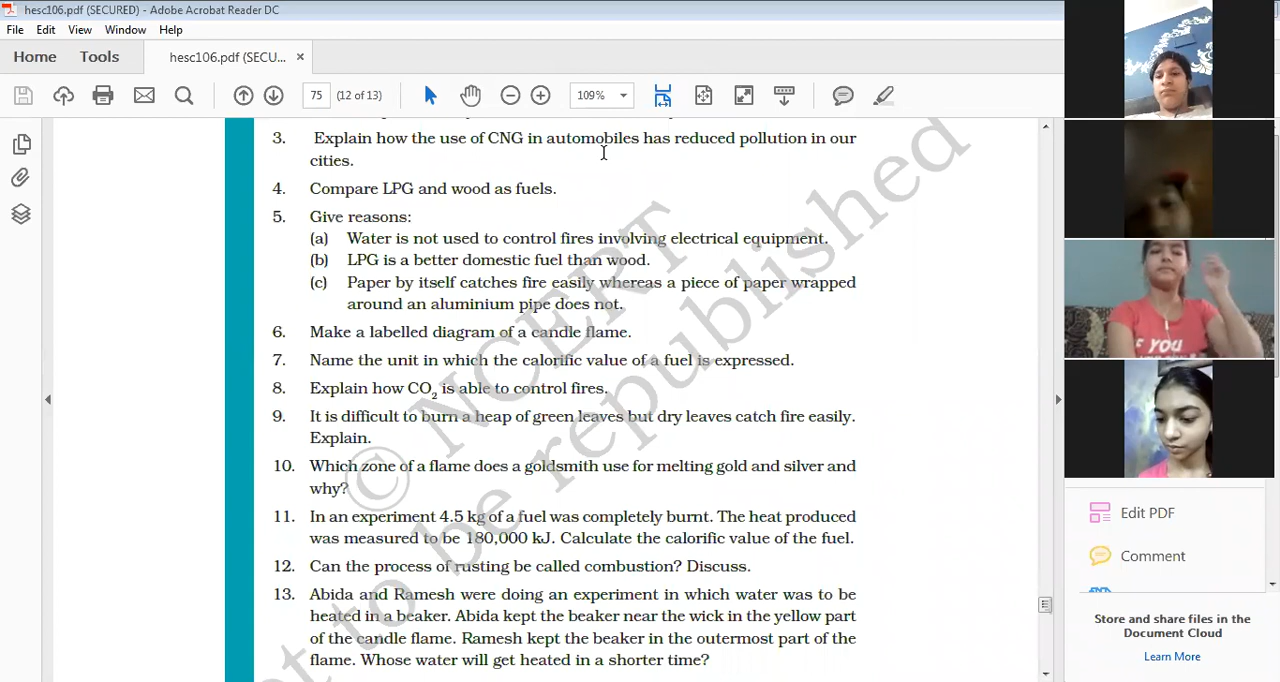 hesc106.pdf (SECURED) - Adobe Acrobat Reader DC
File Edit View Window Help
Home Tools hesc106.pdf (SECU... ×
75 (12 of 13) 109%
3. Explain how the use of CNG in automobiles has reduced pollution in our
cities.
4. Compare LPG and wood as fuels.
5. Give reasons:
(a) Water is not used to control fires involving electrical equipment.
(b) LPG is a better domestic fuel than wood.
(c) Paper by itself catches fire easily whereas a piece of paper wrapped
around an aluminium pipe does not.
6. Make a labelled diagram of a candle flame.
7. Name the unit in which the calorific value of a fuel is expressed.
8. Explain how CO2 is able to control fires.
9. It is difficult to burn a heap of green leaves but dry leaves catch fire easily.
Explain.
10. Which zone of a flame does a goldsmith use for melting gold and silver and
why?
11. In an experiment 4.5 kg of a fuel was completely burnt. The heat produced
was measured to be 180,000 kJ. Calculate the calorific value of the fuel.
12. Can the process of rusting be called combustion? Discuss.
13. Abida and Ramesh were doing an experiment in which water was to be
heated in a beaker. Abida kept the beaker near the wick in the yellow part
of the candle flame. Ramesh kept the beaker in the outermost part of the
flame. Whose water will get heated in a shorter time?
© NCERT
not to be republished
F YOU
Edit PDF
Comment
Store and share files in the
Document Cloud
Learn More